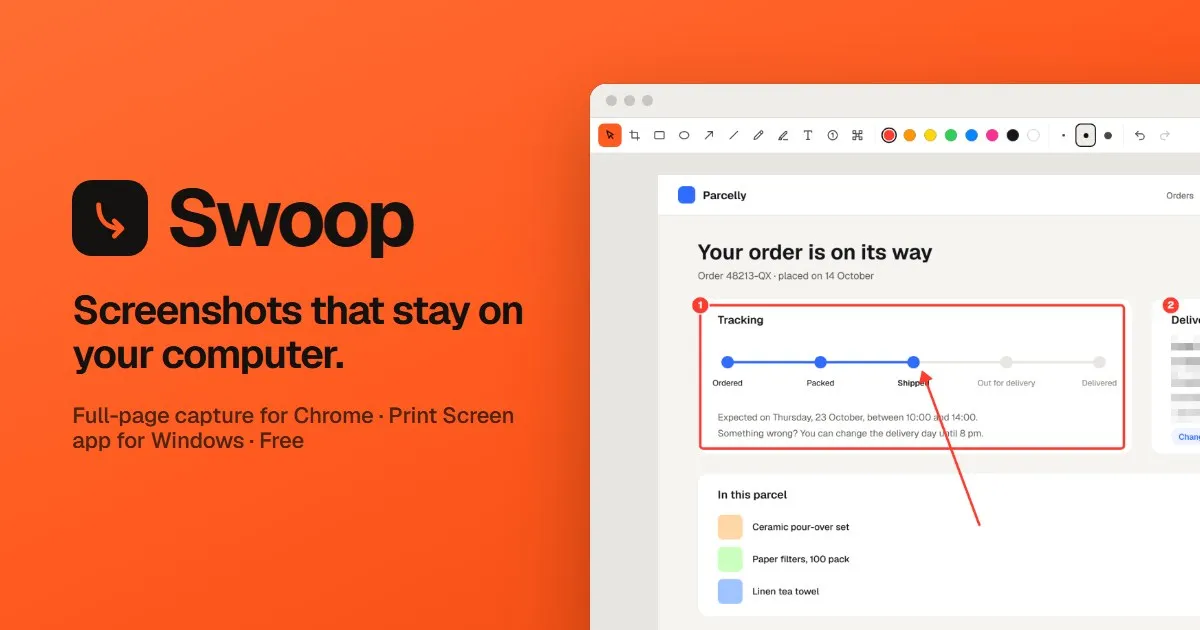 Swoop
Screenshots that stay on
your computer.
Full-page capture for Chrome · Print Screen
app for Windows · Free
T
1
Parcelly
Orders
Your order is on its way
Order 48213-QX · placed on 14 October
1
Tracking
Ordered
Packed
Shipped
Out for delivery
Delivered
Expected on Thursday, 23 October, between 10:00 and 14:00.
Something wrong? You can change the delivery day until 8 pm.
2
Delive
Chang
In this parcel
Ceramic pour-over set
Paper filters, 100 pack
Linen tea towel